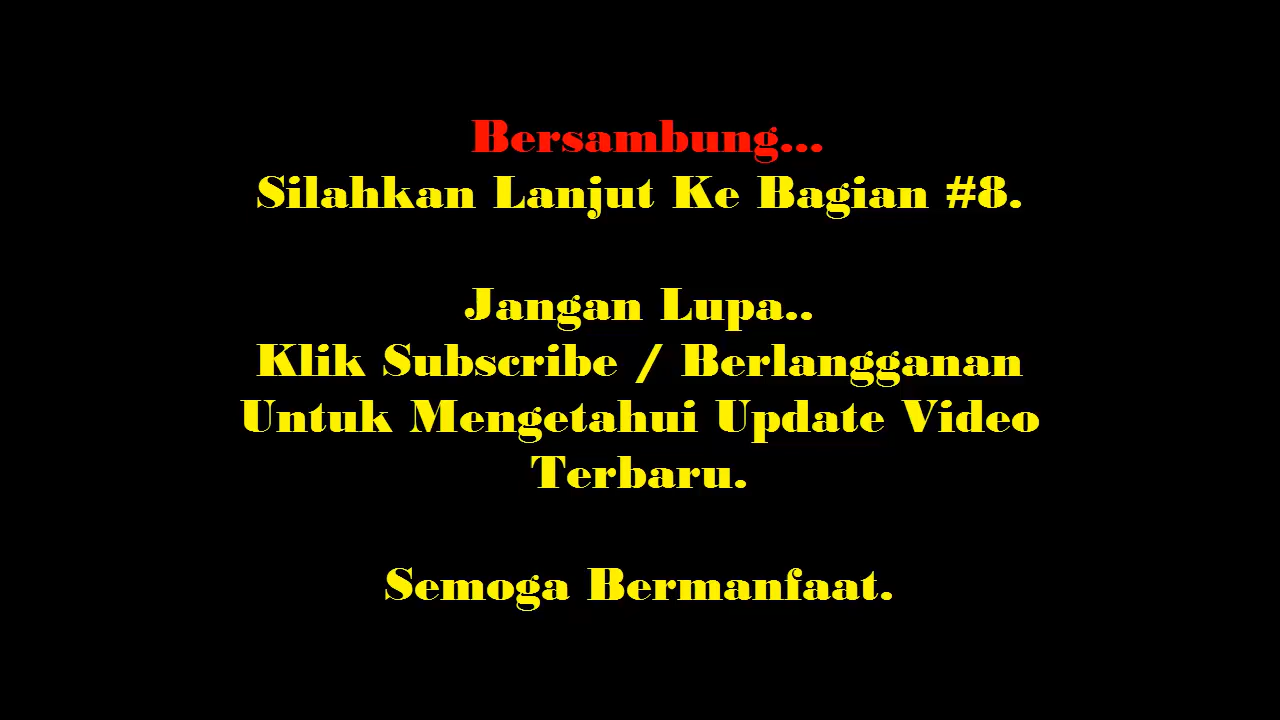 Bersambung...
Silahkan Lanjut Ke Bagian #8.
Jangan Lupa..
Klik Subscribe / Berlangganan
Untuk Mengetahui Update Video
Terbaru.
Semoga Bermanfaat.